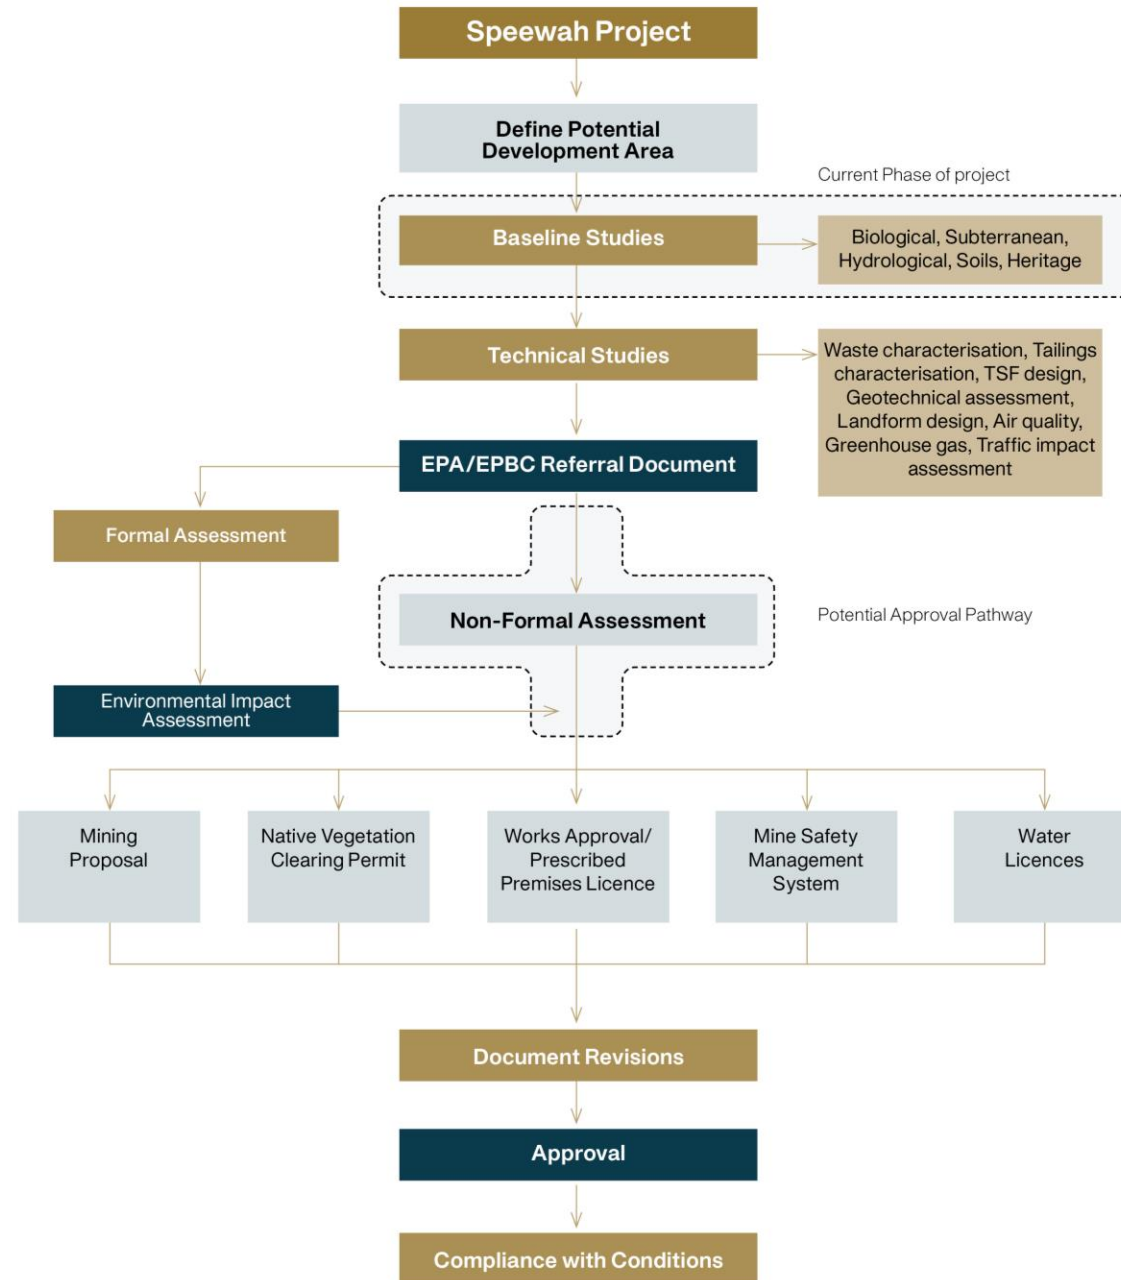 Speewah Project
Define Potential
Development Area
Current Phase of project
Baseline Studies
Biological, Subterranean,
Hydrological, Soils, Heritage
Technical Studies
Waste characterisation, Tailings
characterisation, TSF design,
Geotechnical assessment,
Landform design, Air quality,
Greenhouse gas, Traffic impact
assessment
EPA/EPBC Referral Document
Formal Assessment
Non-Formal Assessment
Potential Approval Pathway
Environmental Impact
Assessment
Mining
Proposal
Native Vegetation
Clearing Permit
Works Approval/
Prescribed
Premises Licence
Mine Safety
Management
System
Water
Licences
Document Revisions
Approval
Compliance with Conditions